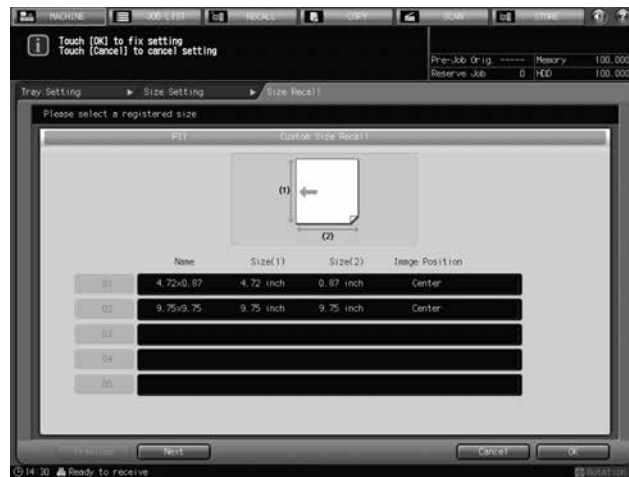 MACHINE JOB LIST RECALL COPY SCAN STORE
Touch [OK] to fix setting
Touch [Cancel] to cancel setting
Pre-Job Orig. ----- Memory 100.000
Reserve Job 0 HDD 100.000
Tray Setting ▶ Size Setting ▶ Size Recall
Please select a registered size
PI1 Custom Size Recall
(1)
(2)
Name Size(1) Size(2) Image Position
01 4.72x0.87 4.72 inch 0.87 inch Center
02 9.75x9.75 9.75 inch 9.75 inch Center
03
04
05
Previous Next Cancel OK
14:30 Ready to receive Rotation